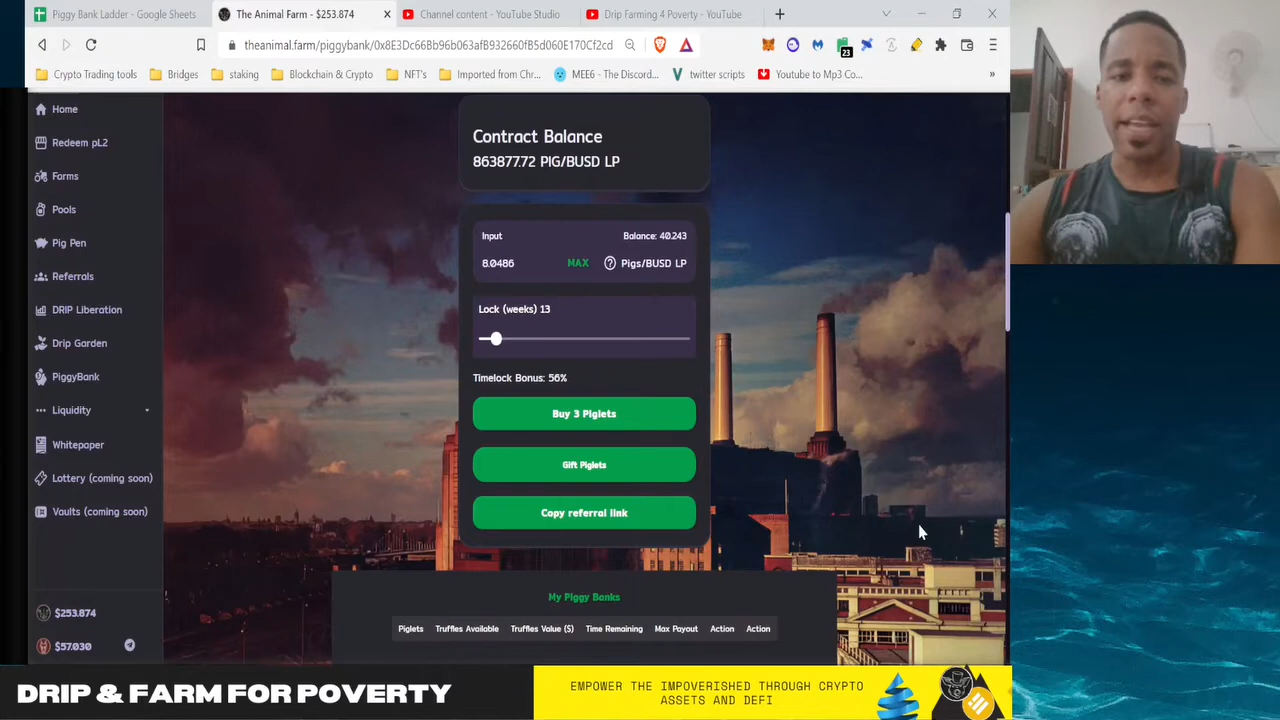 Piggy Bank Ladder - Google Sheets
The Animal Farm - $253.874
Channel content - YouTube Studio
Drip Farming 4 Poverty - YouTube
theanimal.farm/piggybank/0x8E3Dc66Bb96b063afB932660fB5d060E170Cf2cd
23
Crypto Trading tools
Bridges
staking
Blockchain & Crypto
NFT's
Imported from Chr...
MEE6 - The Discord...
twitter scripts
Youtube to Mp3 Co...
»
Home
Redeem pL2
Farms
Pools
Pig Pen
Referrals
DRIP Liberation
Drip Garden
PiggyBank
Liquidity
Whitepaper
Lottery (coming soon)
Vaults (coming soon)
$253.874
$57.030
Contract Balance
863877.72 PIG/BUSD LP
Input
Balance: 40.243
8.0486
MAX
Pigs/BUSD LP
Lock (weeks) 13
Timelock Bonus: 56%
Buy 3 Piglets
Gift Piglets
Copy referral link
My Piggy Banks
Piglets
Truffles Available
Truffles Value ($)
Time Remaining
Max Payout
Action
Action
DRIP & FARM FOR POVERTY
EMPOWER THE IMPOVERISHED THROUGH CRYPTO
ASSETS AND DEFI